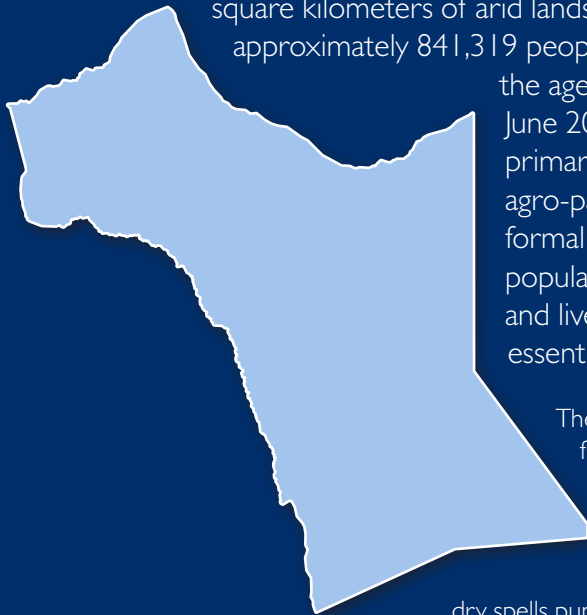 square kilometers of arid lands
approximately 841,319 peop
the age
June 20
primar
agro-pa
formal
popula
and live
essent
The
f
dry spells pu